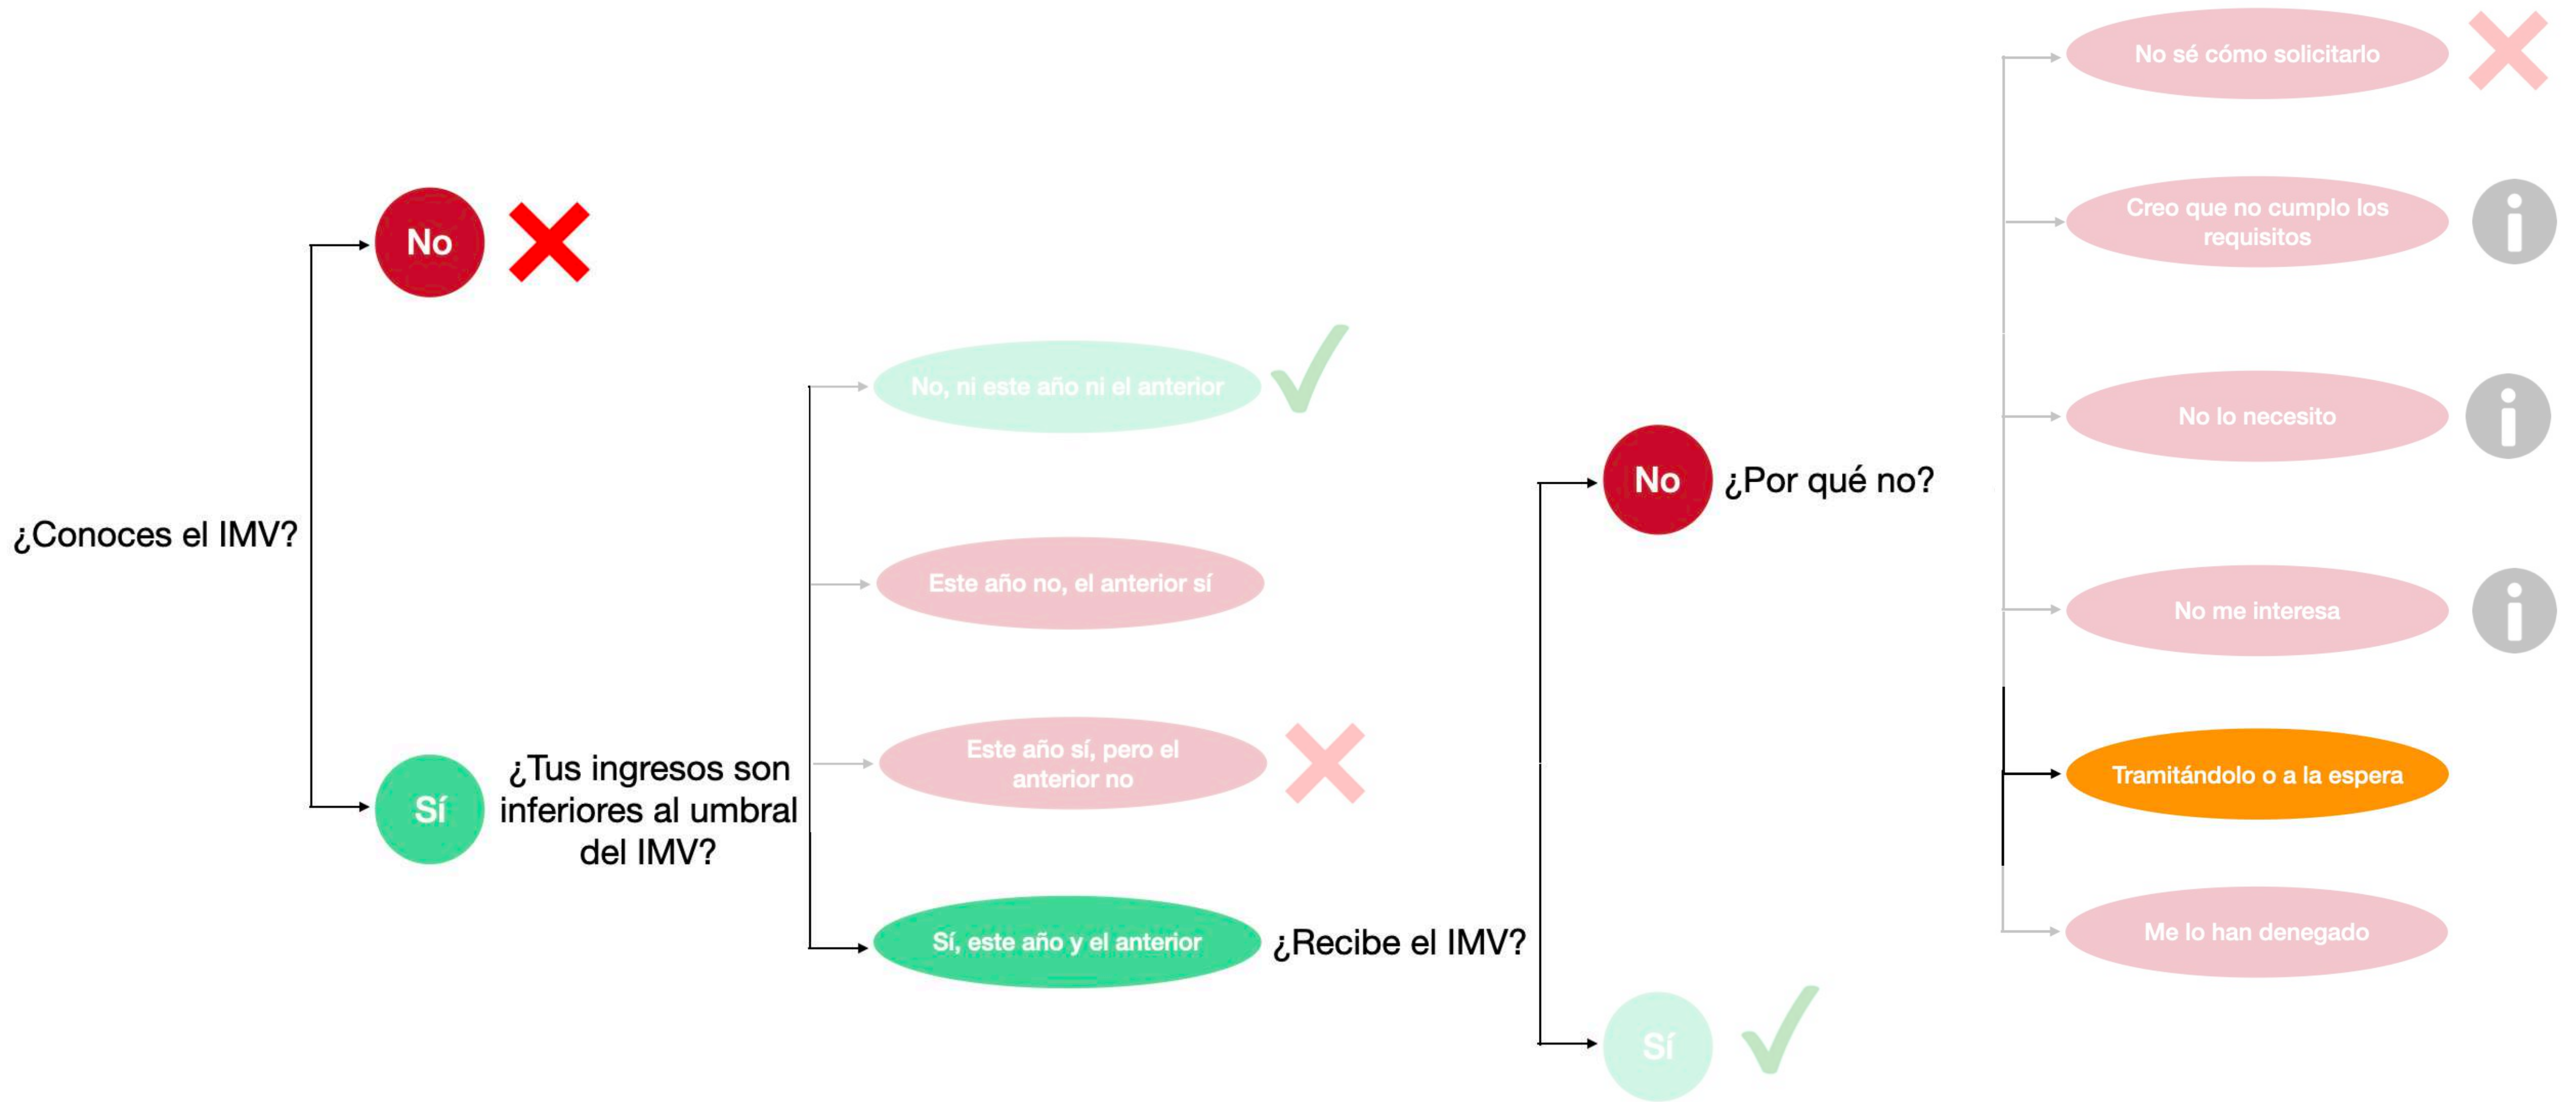 ¿Conoces el IMV?
No
Sí
¿Tus ingresos son
inferiores al umbral
del IMV?
No, ni este año ni el anterior
Este año no, el anterior sí
Este año sí, pero el
anterior no
Sí, este año y el anterior
¿Recibe el IMV?
No
¿Por qué no?
Sí
No sé cómo solicitarlo
Creo que no cumplo los
requisitos
No lo necesito
No me interesa
Tramitándolo o a la espera
Me lo han denegado